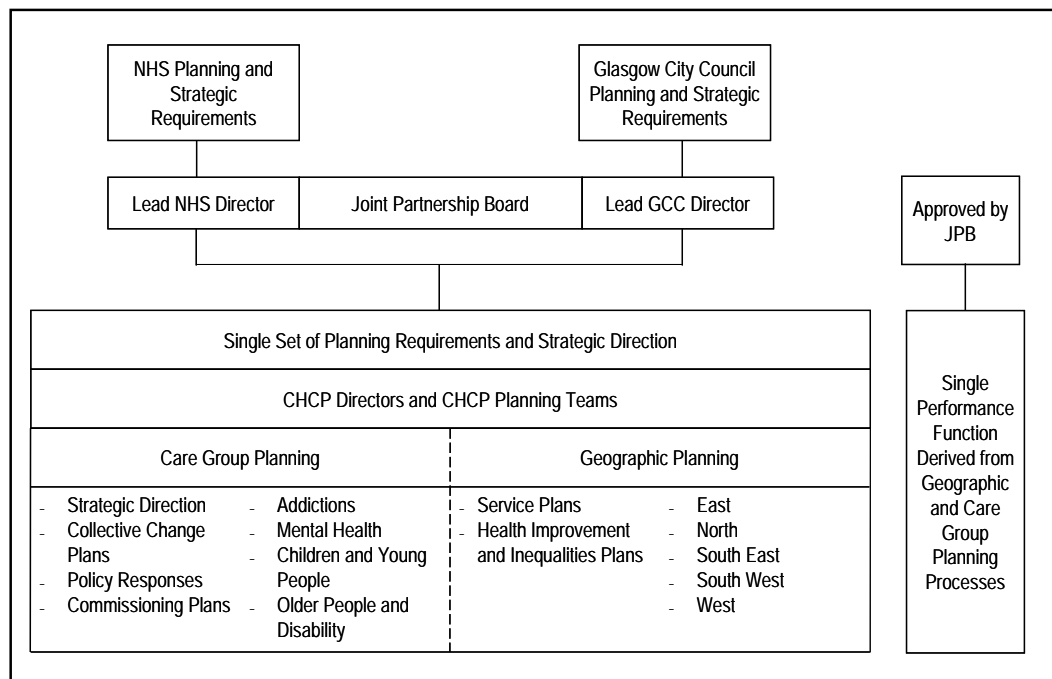 NHS Planning and
Strategic
Requirements
Glasgow City Council
Planning and Strategic
Requirements
Lead NHS Director
Joint Partnership Board
Lead GCC Director
Approved by
JPB
Single Set of Planning Requirements and Strategic Direction
CHCP Directors and CHCP Planning Teams
Care Group Planning
- Strategic Direction
- Collective Change
Plans
- Policy Responses
- Commissioning Plans
- Addictions
- Mental Health
- Children and Young
People
- Older People and
Disability
Geographic Planning
- Service Plans
- Health Improvement
and Inequalities Plans
- East
- North
- South East
- South West
- West
Single
Performance
Function
Derived from
Geographic
and Care
Group
Planning
Processes